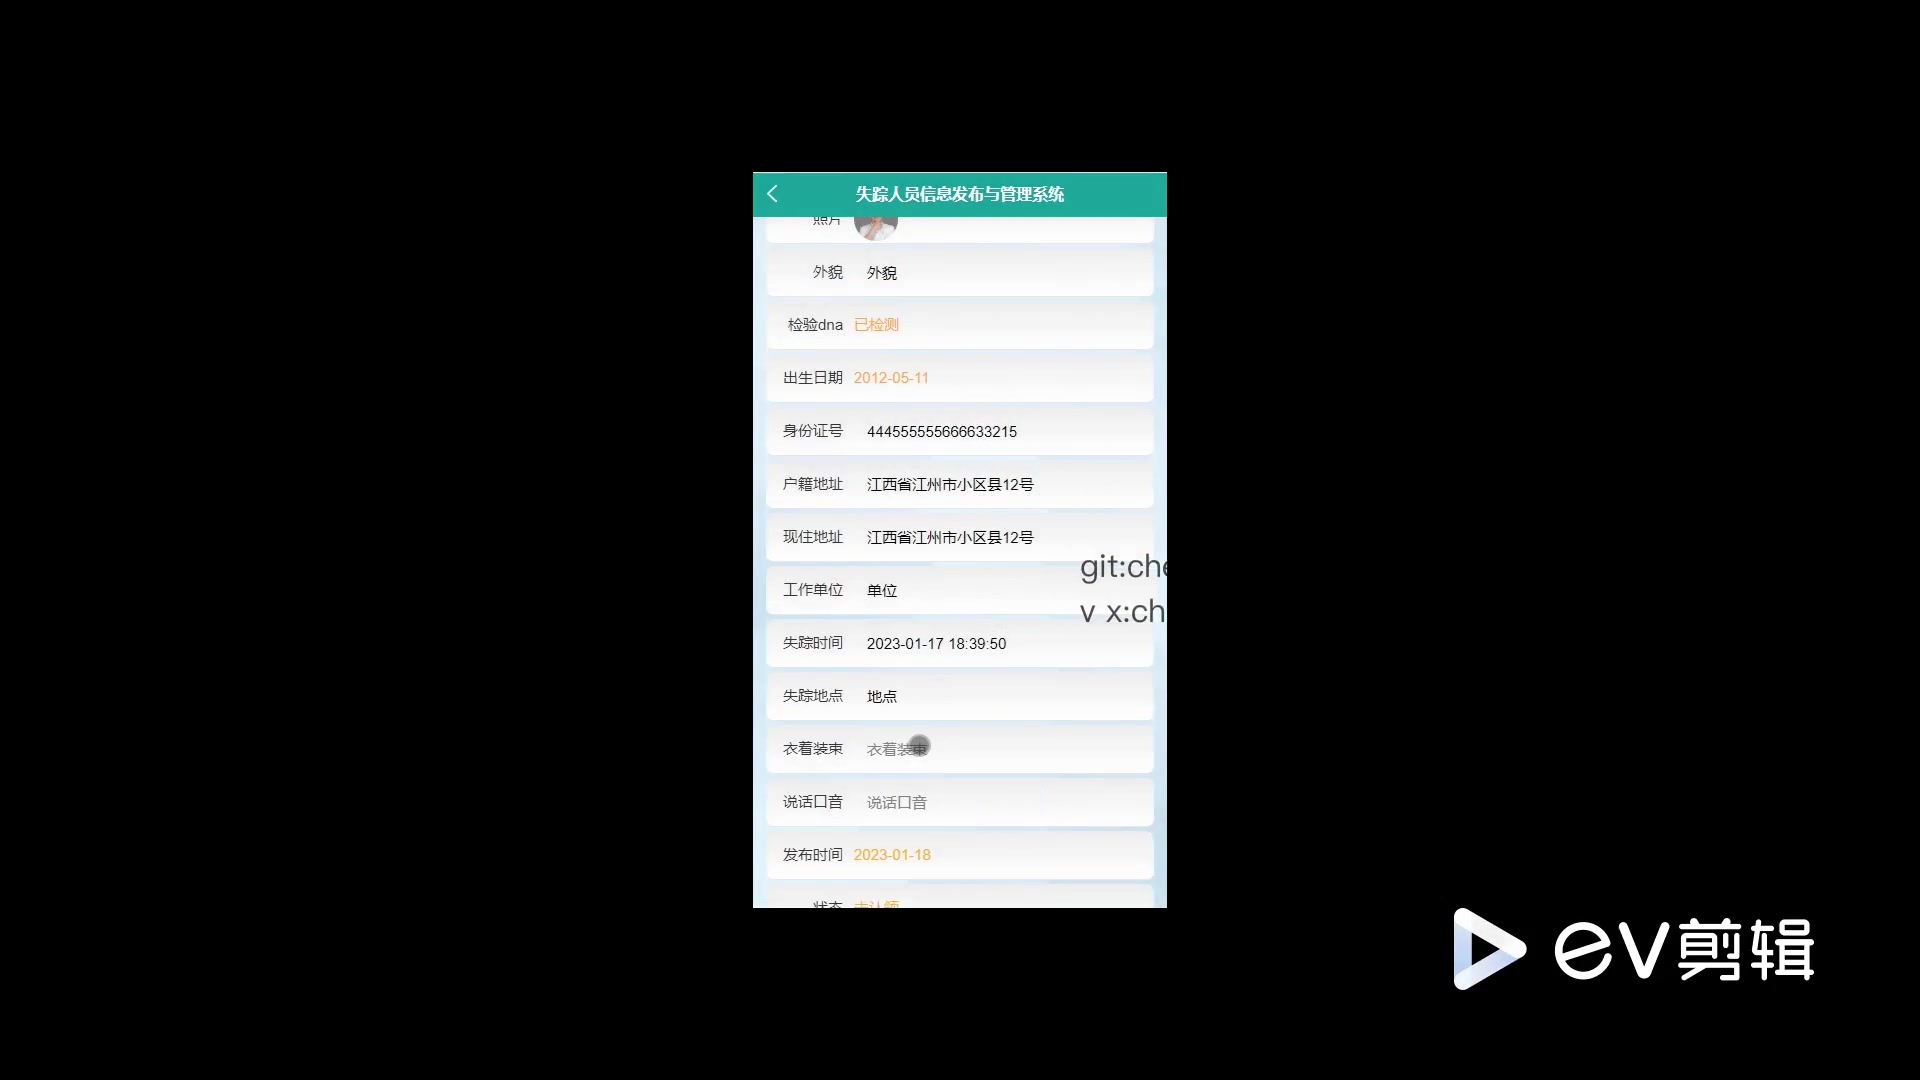 失踪人员信息发布与管理系统
照片
外貌 外貌
检验dna 已检测
出生日期 2012-05-11
身份证号 444555555666633215
户籍地址 江西省江州市小区县12号
现住地址 江西省江州市小区县12号
git:che
工作单位 单位
v x:ch
失踪时间 2023-01-17 18:39:50
失踪地点 地点
衣着装束 衣着装束
说话口音 说话口音
发布时间 2023-01-18
状态 未认领
ev剪辑